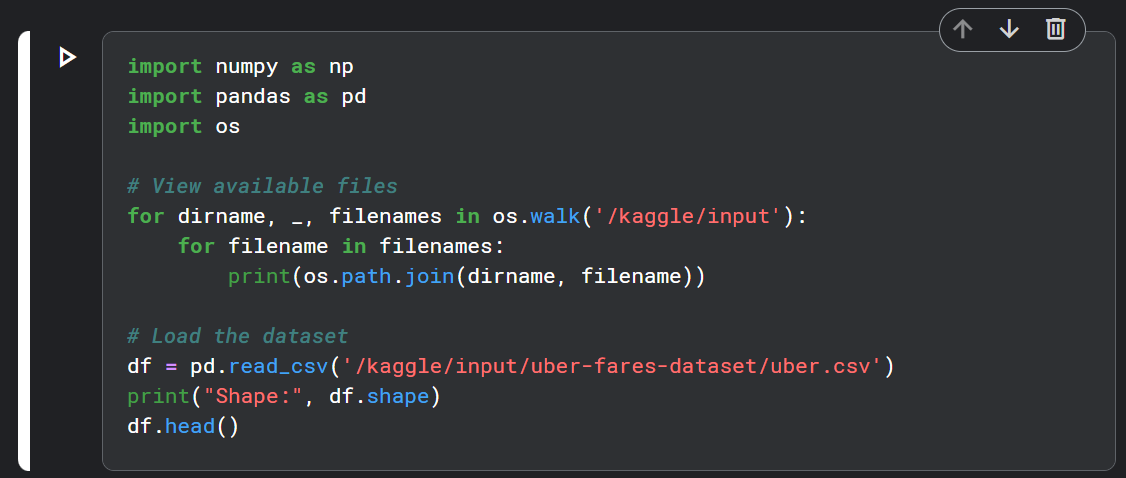 import numpy as np
import pandas as pd
import os

# View available files
for dirname, _, filenames in os.walk('/kaggle/input'):
    for filename in filenames:
        print(os.path.join(dirname, filename))

# Load the dataset
df = pd.read_csv('/kaggle/input/uber-fares-dataset/uber.csv')
print("Shape:", df.shape)
df.head()